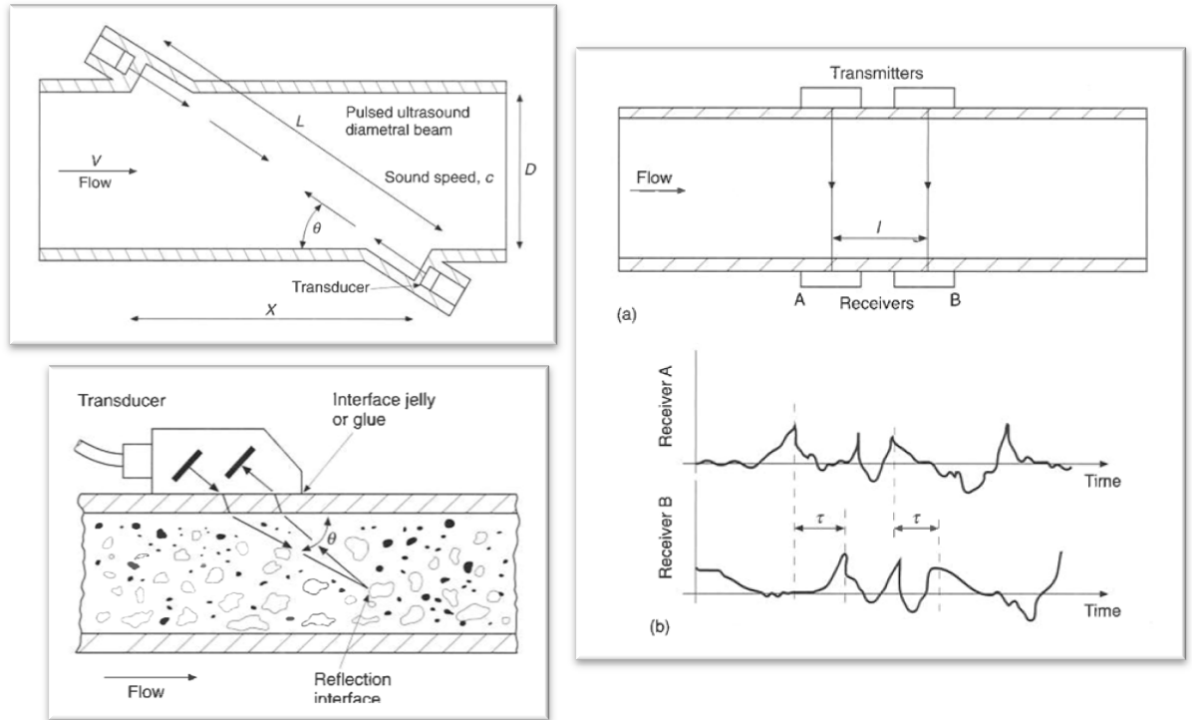 Pulsed ultrasound
diametral beam
L
V
Flow
Sound speed, c
D
θ
Transducer
X
Transducer
Interface jelly
or glue
θ
Reflection
interface
Flow
Transmitters
Flow
l
A
Receivers
B
(a)
Receiver A
Time
Receiver B
τ
τ
Time
(b)